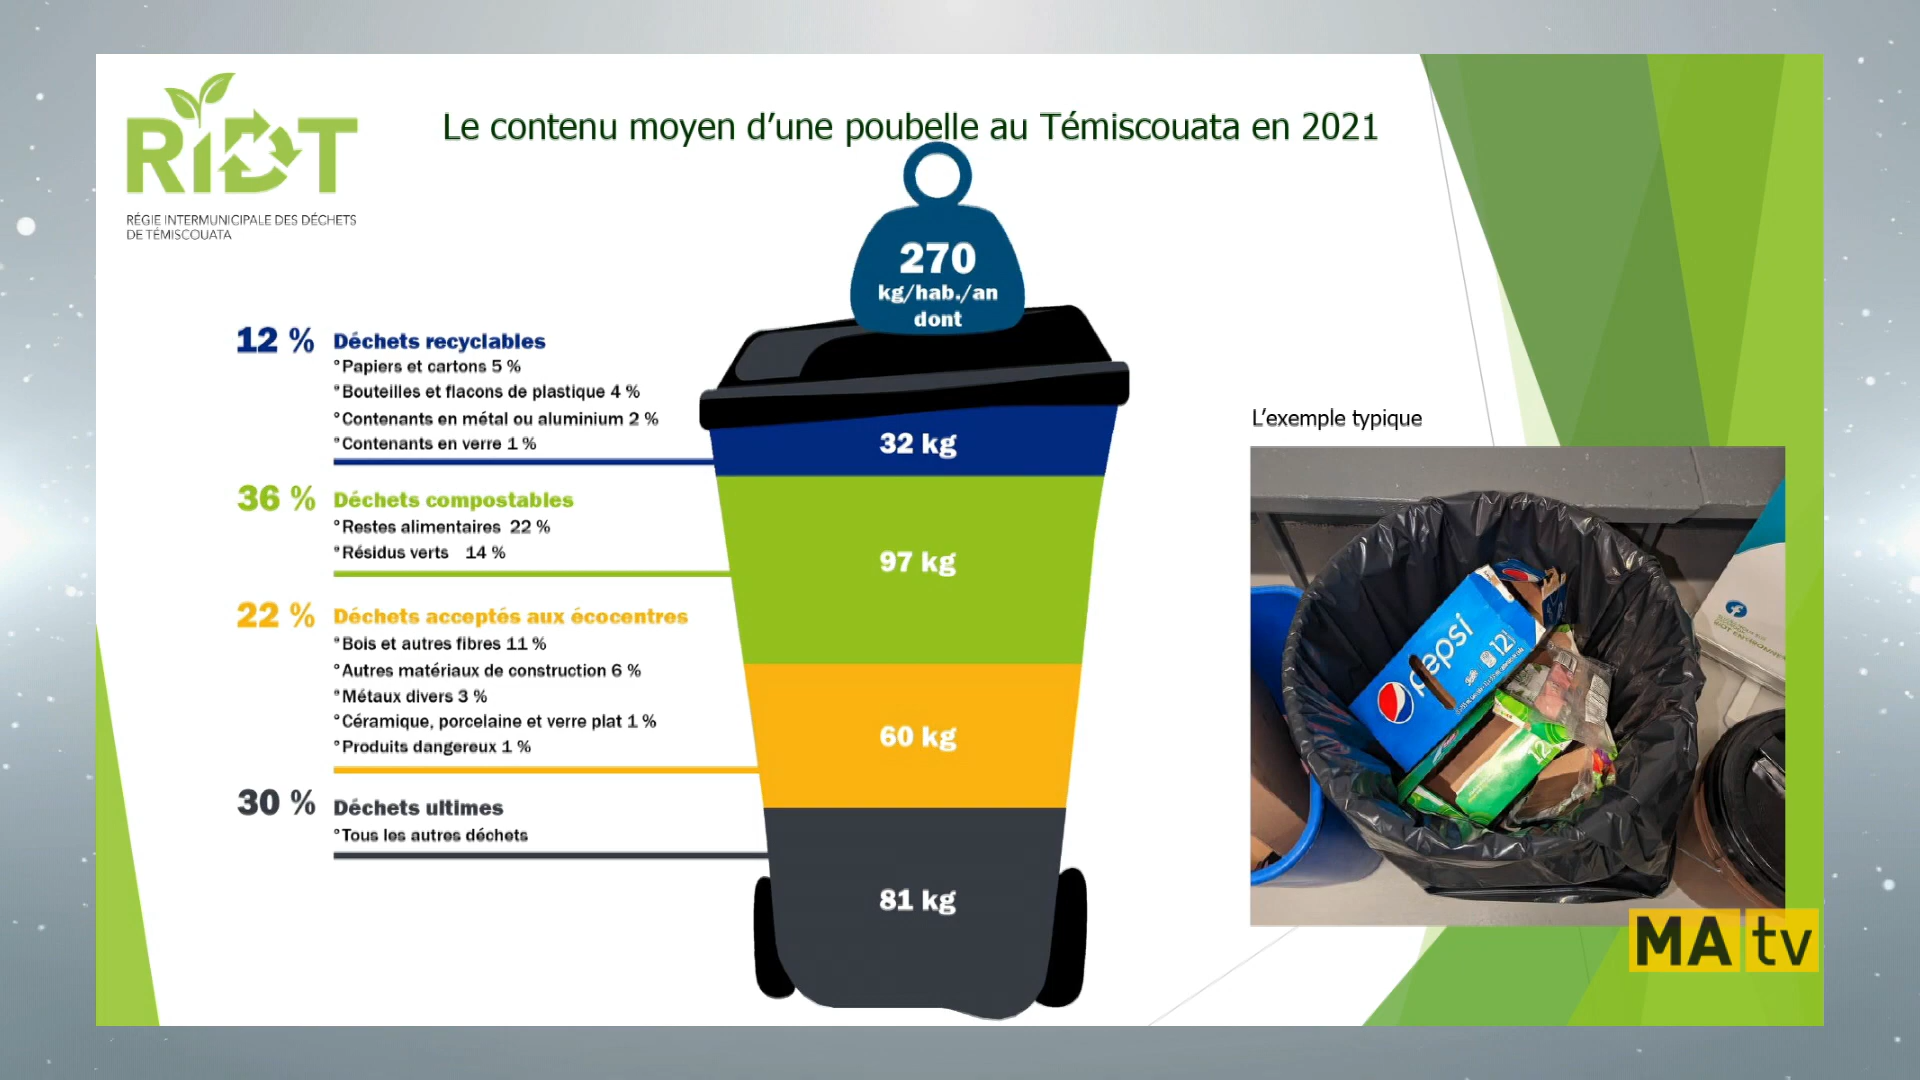 RIDT
RÉGIE INTERMUNICIPALE DES DÉCHETS
DE TÉMISCOUATA
Le contenu moyen d’une poubelle au Témiscouata en 2021
270
kg/hab./an
dont
12 % Déchets recyclables
°Papiers et cartons 5 %
°Bouteilles et flacons de plastique 4 %
°Contenants en métal ou aluminium 2 %
°Contenants en verre 1 %
32 kg
36 % Déchets compostables
°Restes alimentaires 22 %
°Résidus verts 14 %
97 kg
22 % Déchets acceptés aux écocentres
°Bois et autres fibres 11 %
°Autres matériaux de construction 6 %
°Métaux divers 3 %
°Céramique, porcelaine et verre plat 1 %
°Produits dangereux 1 %
60 kg
30 % Déchets ultimes
°Tous les autres déchets
81 kg
L’exemple typique
pepsi
12
12
MAtv